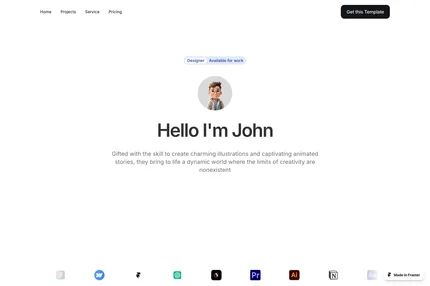 Home Projects Service Pricing Get this Template
Designer Available for work
Hello I'm John
Gifted with the skill to create charming illustrations and captivating animated
stories, they bring to life a dynamic world where the limits of creativity are
nonexistent
Pr Ai N Made in Framer